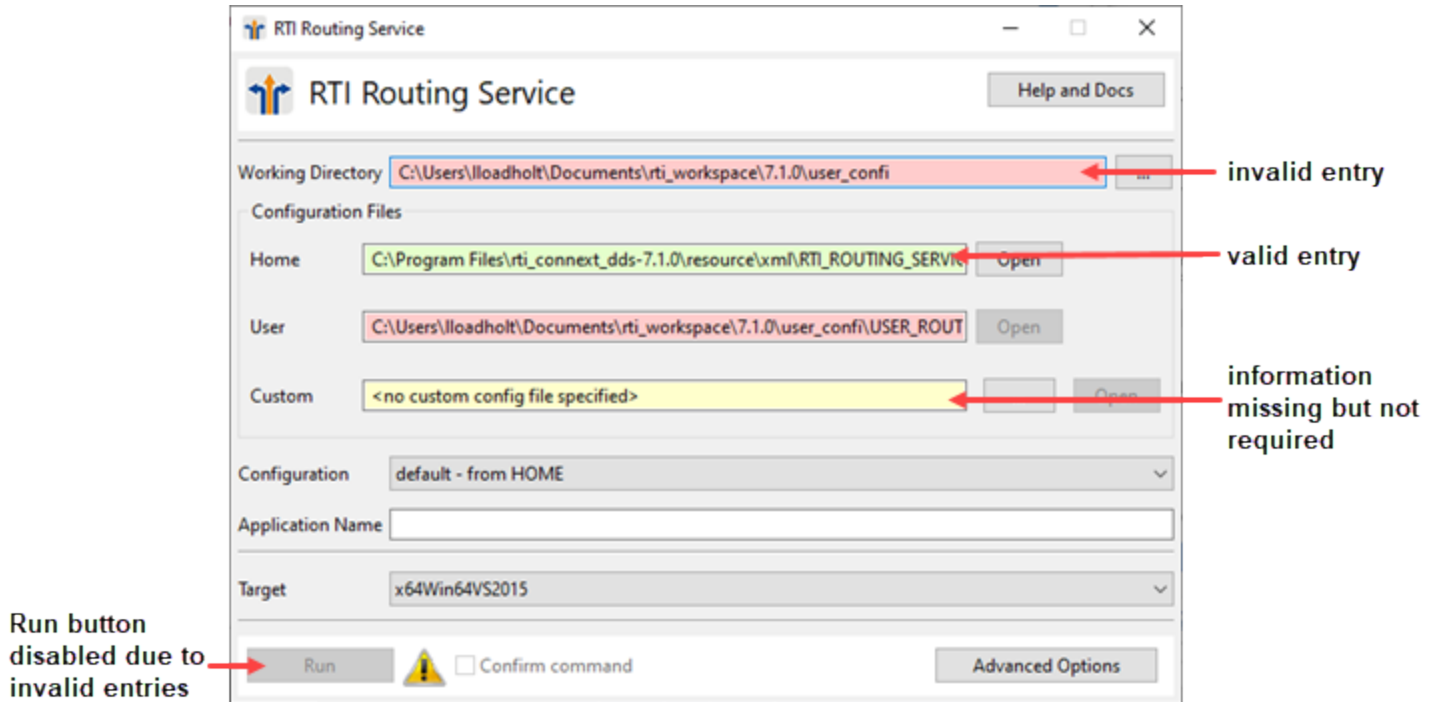 RTI Routing Service
RTI Routing Service
Help and Docs
Working Directory C:\Users\lloadholt\Documents\rti_workspace\7.1.0\user_confi ...
invalid entry
Configuration Files
Home C:\Program Files\rti_connext_dds-7.1.0\resource\xml\RTI_ROUTING_SERVIC Open
valid entry
User C:\Users\lloadholt\Documents\rti_workspace\7.1.0\user_confi\USER_ROUT Open
Custom <no custom config file specified> Open
information
missing but not
required
Configuration default - from HOME
Application Name
Target x64Win64VS2015
Run button
disabled due to
invalid entries
Run Confirm command Advanced Options